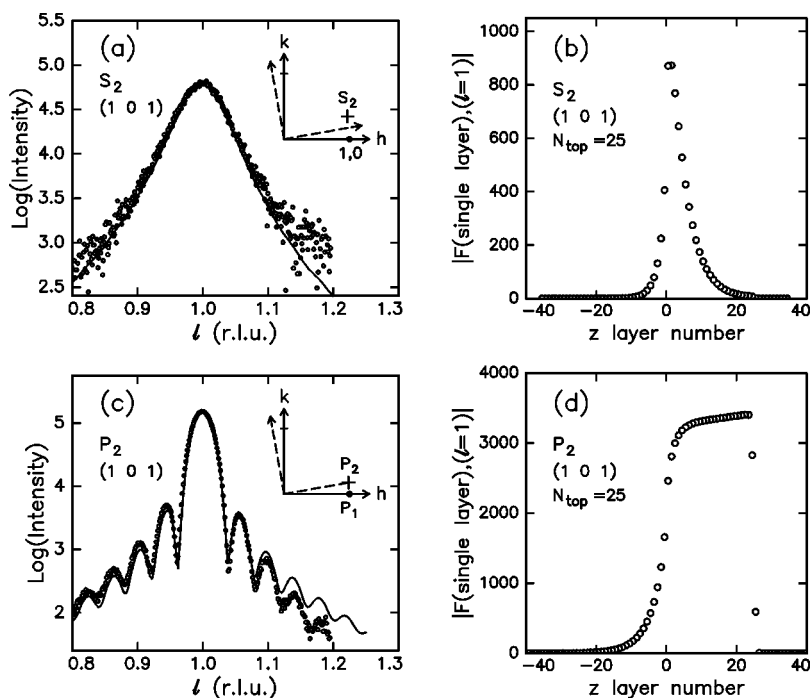 (a)
S2
(1 0 1)
k
S2
h
1,0
Log(Intensity)
5.0
4.5
4.0
3.5
3.0
2.5
0.8 0.9 1.0 1.1 1.2 1.3
l (r.l.u.)
(b)
S2
(1 0 1)
Ntop=25
|F(single layer),(l=1)|
1000
800
600
400
200
0
−40 −20 0 20 40
z layer number
(c)
P2
(1 0 1)
k
P2
h
P1
Log(Intensity)
5
4
3
2
0.8 0.9 1.0 1.1 1.2 1.3
l (r.l.u.)
(d)
P2
(1 0 1)
Ntop=25
|F(single layer),(l=1)|
4000
3000
2000
1000
0
−40 −20 0 20 40
z layer number